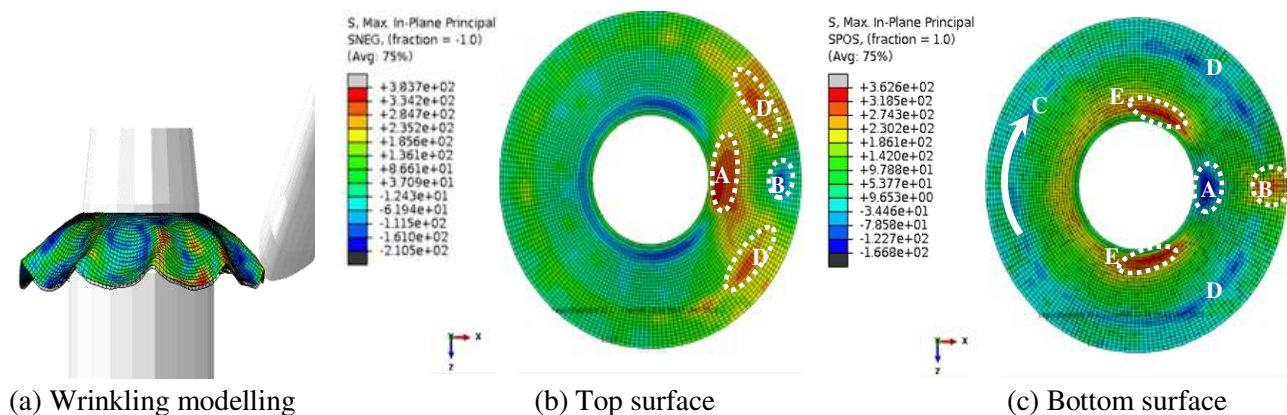 S, Max. In-Plane Principal
SNEG, (fraction = -1.0)
(Avg: 75%)
+3.837e+02
+3.342e+02
+2.847e+02
+2.352e+02
+1.856e+02
+1.361e+02
+8.661e+01
+3.709e+01
-1.243e+01
-6.194e+01
-1.115e+02
-1.610e+02
-2.105e+02
D
A
B
D
Y
X
Z
S, Max. In-Plane Principal
SPOS, (fraction = 1.0)
(Avg: 75%)
+3.626e+02
+3.185e+02
+2.743e+02
+2.302e+02
+1.861e+02
+1.420e+02
+9.788e+01
+5.377e+01
+9.653e+00
-3.446e+01
-7.858e+01
-1.227e+02
-1.668e+02
D
C
E
A
B
E
D
Y
X
Z
(a) Wrinkling modelling
(b) Top surface
(c) Bottom surface